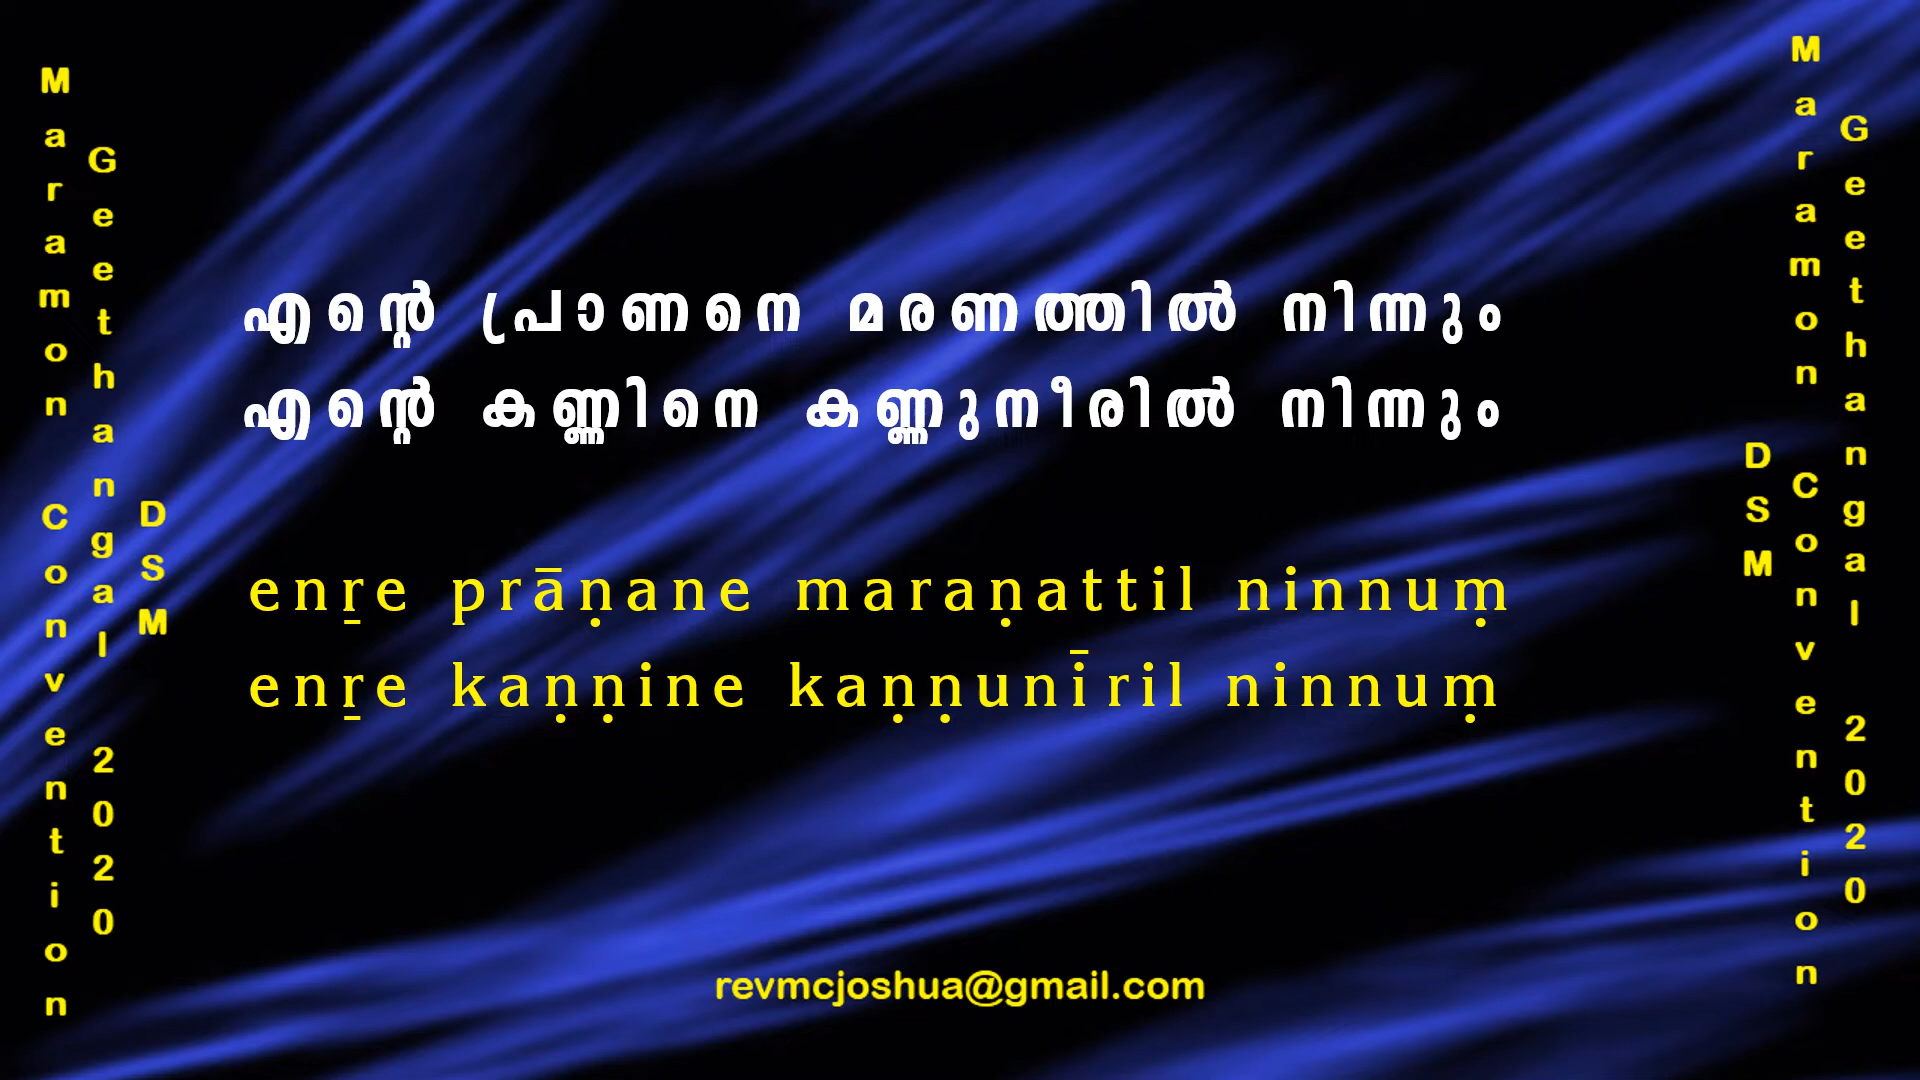 Maramon Convention
Geethangal 2020
DSM
എന്റെ പ്രാണനെ മരണത്തിൽ നിന്നും
എന്റെ കണ്ണിനെ കണ്ണുനീരിൽ നിന്നും
enṟe prāṇane maraṇattil ninnuṃ
enṟe kaṇṇine kaṇṇunīril ninnuṃ
revmcjoshua@gmail.com
DSM
Maramon Convention
Geethangal 2020